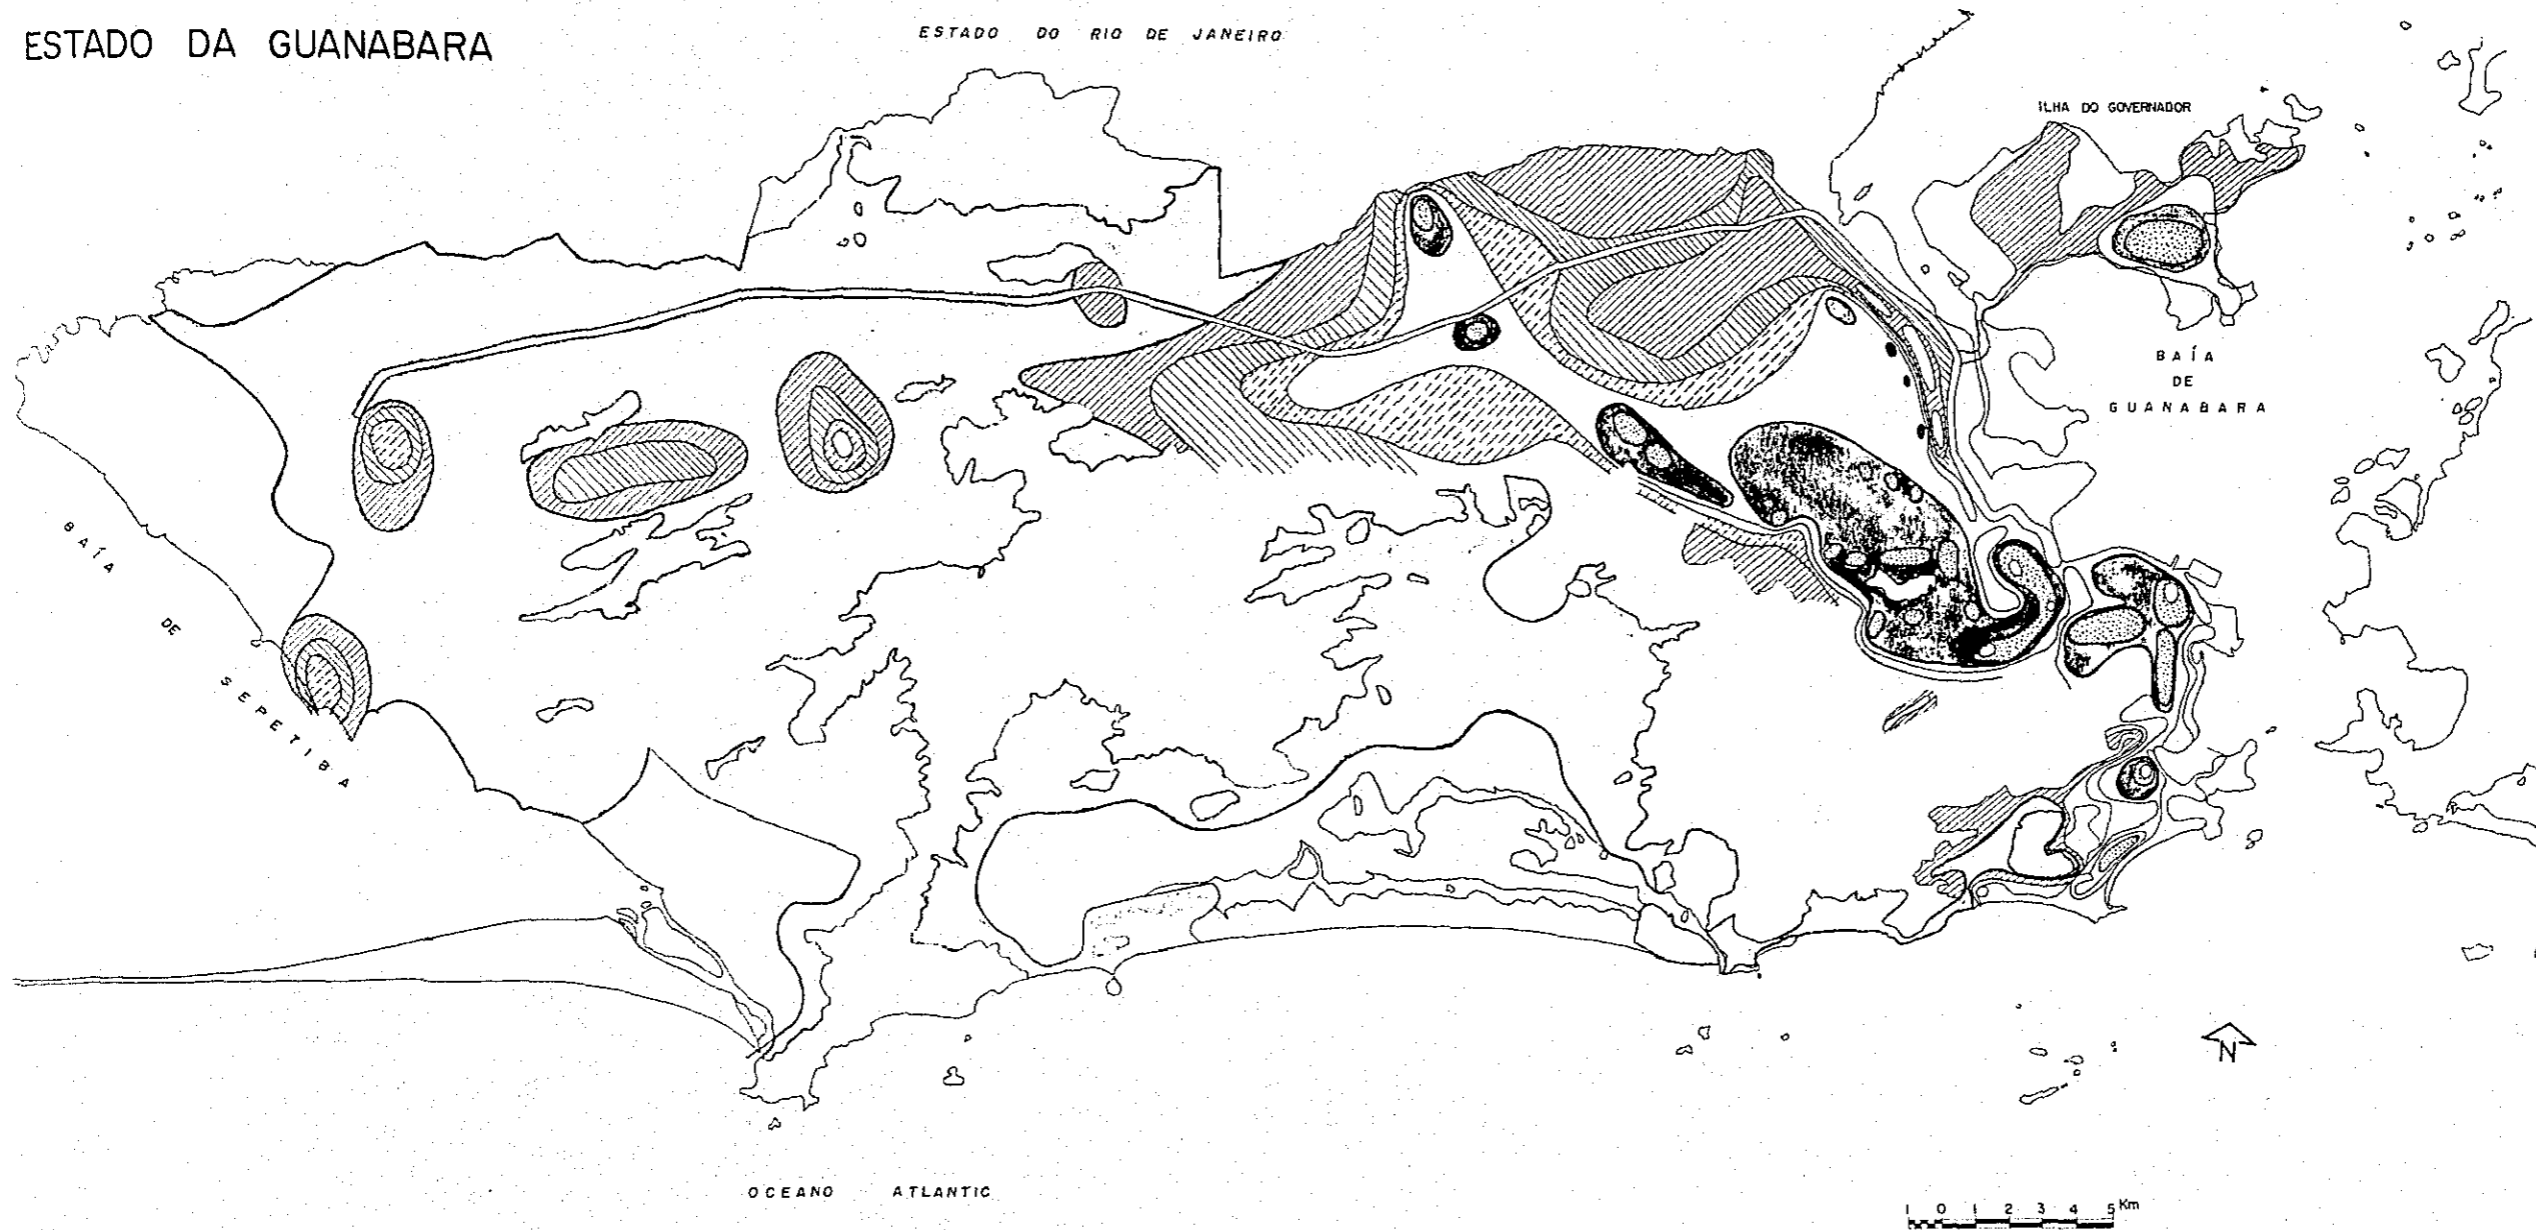 ESTADO DA GUANABARA
ESTADO DO RIO DE JANEIRO
ILHA DO GOVERNADOR
BAÍA
DE
GUANABARA
BAÍA DE SEPETIBA
N
OCEANO ATLANTIC
1 0 1 2 3 4 5 Km